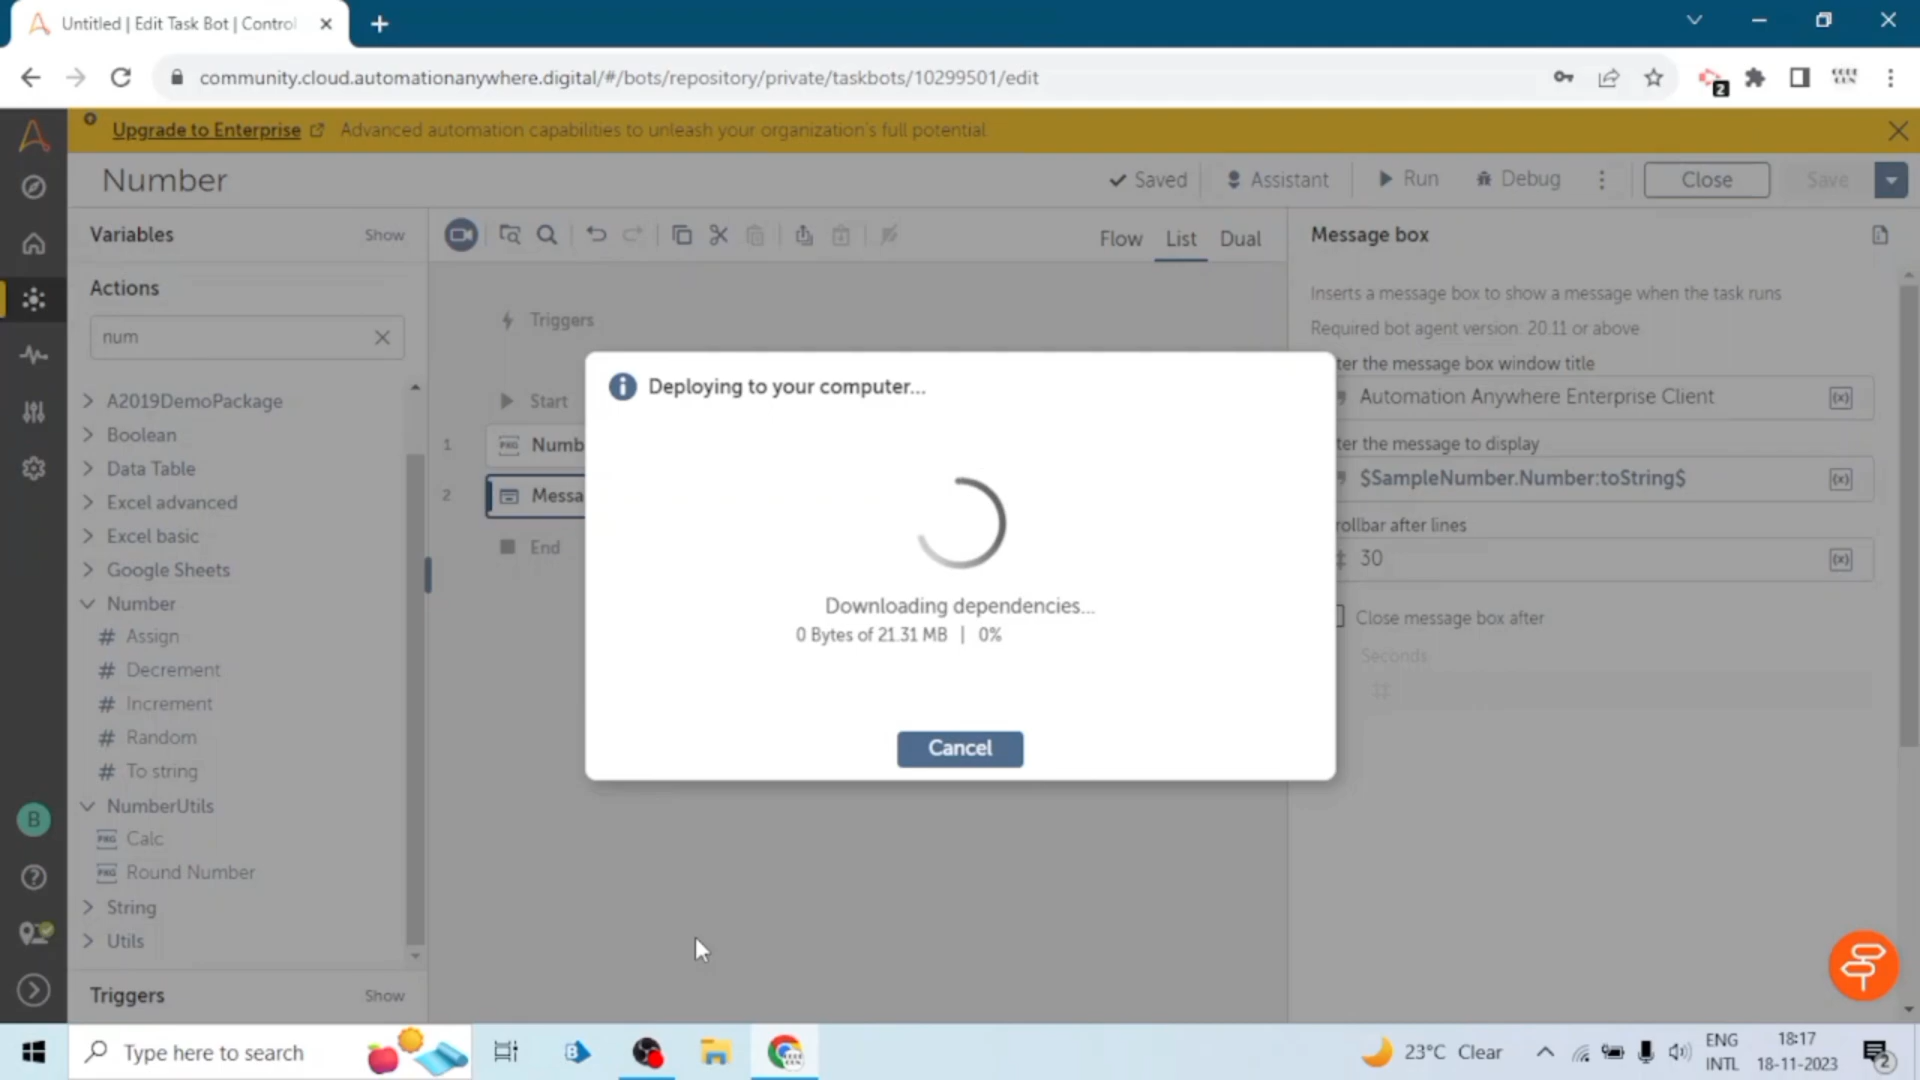 Untitled | Edit Task Bot | Control
community.cloud.automationanywhere.digital/#/bots/repository/private/taskbots/10299501/edit
2
CODE
Upgrade to Enterprise
Advanced automation capabilities to unleash your organization's full potential
Number
Saved
Assistant
Run
Debug
Close
Save
Variables
Show
Flow
List
Dual
Message box
Actions
num
A2019DemoPackage
Boolean
Data Table
Excel advanced
Excel basic
Google Sheets
Number
# Assign
# Decrement
# Increment
# Random
# To string
NumberUtils
PKG Calc
PKG Round Number
String
Utils
Triggers
Show
Triggers
Start
1
PKG Numb
2
Messa
End
Deploying to your computer...
Downloading dependencies...
0 Bytes of 21.31 MB | 0%
Cancel
Inserts a message box to show a message when the task runs
Required bot agent version: 20.11 or above
ter the message box window title
Automation Anywhere Enterprise Client
(x)
ter the message to display
$SampleNumber.Number:toString$
(x)
rollbar after lines
30
(x)
Close message box after
Seconds
#
B
Type here to search
23°C Clear
ENG
INTL
18:17
18-11-2023
2